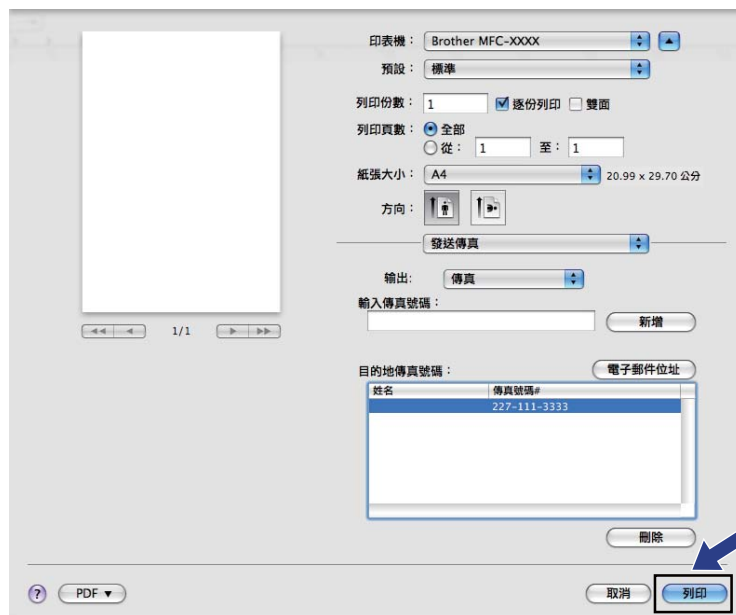 印表機： Brother MFC-XXXX
預設： 標準
列印份數： 1 逐份列印 雙面
列印頁數： 全部
從： 1 至： 1
紙張大小： A4 20.99 x 29.70 公分
方向：
發送傳真
輸出: 傳真
輸入傳真號碼：
1/1 新增
目的地傳真號碼： 電子郵件位址
姓名 傳真號碼#
227-111-3333
刪除
? PDF ▼ 取消 列印